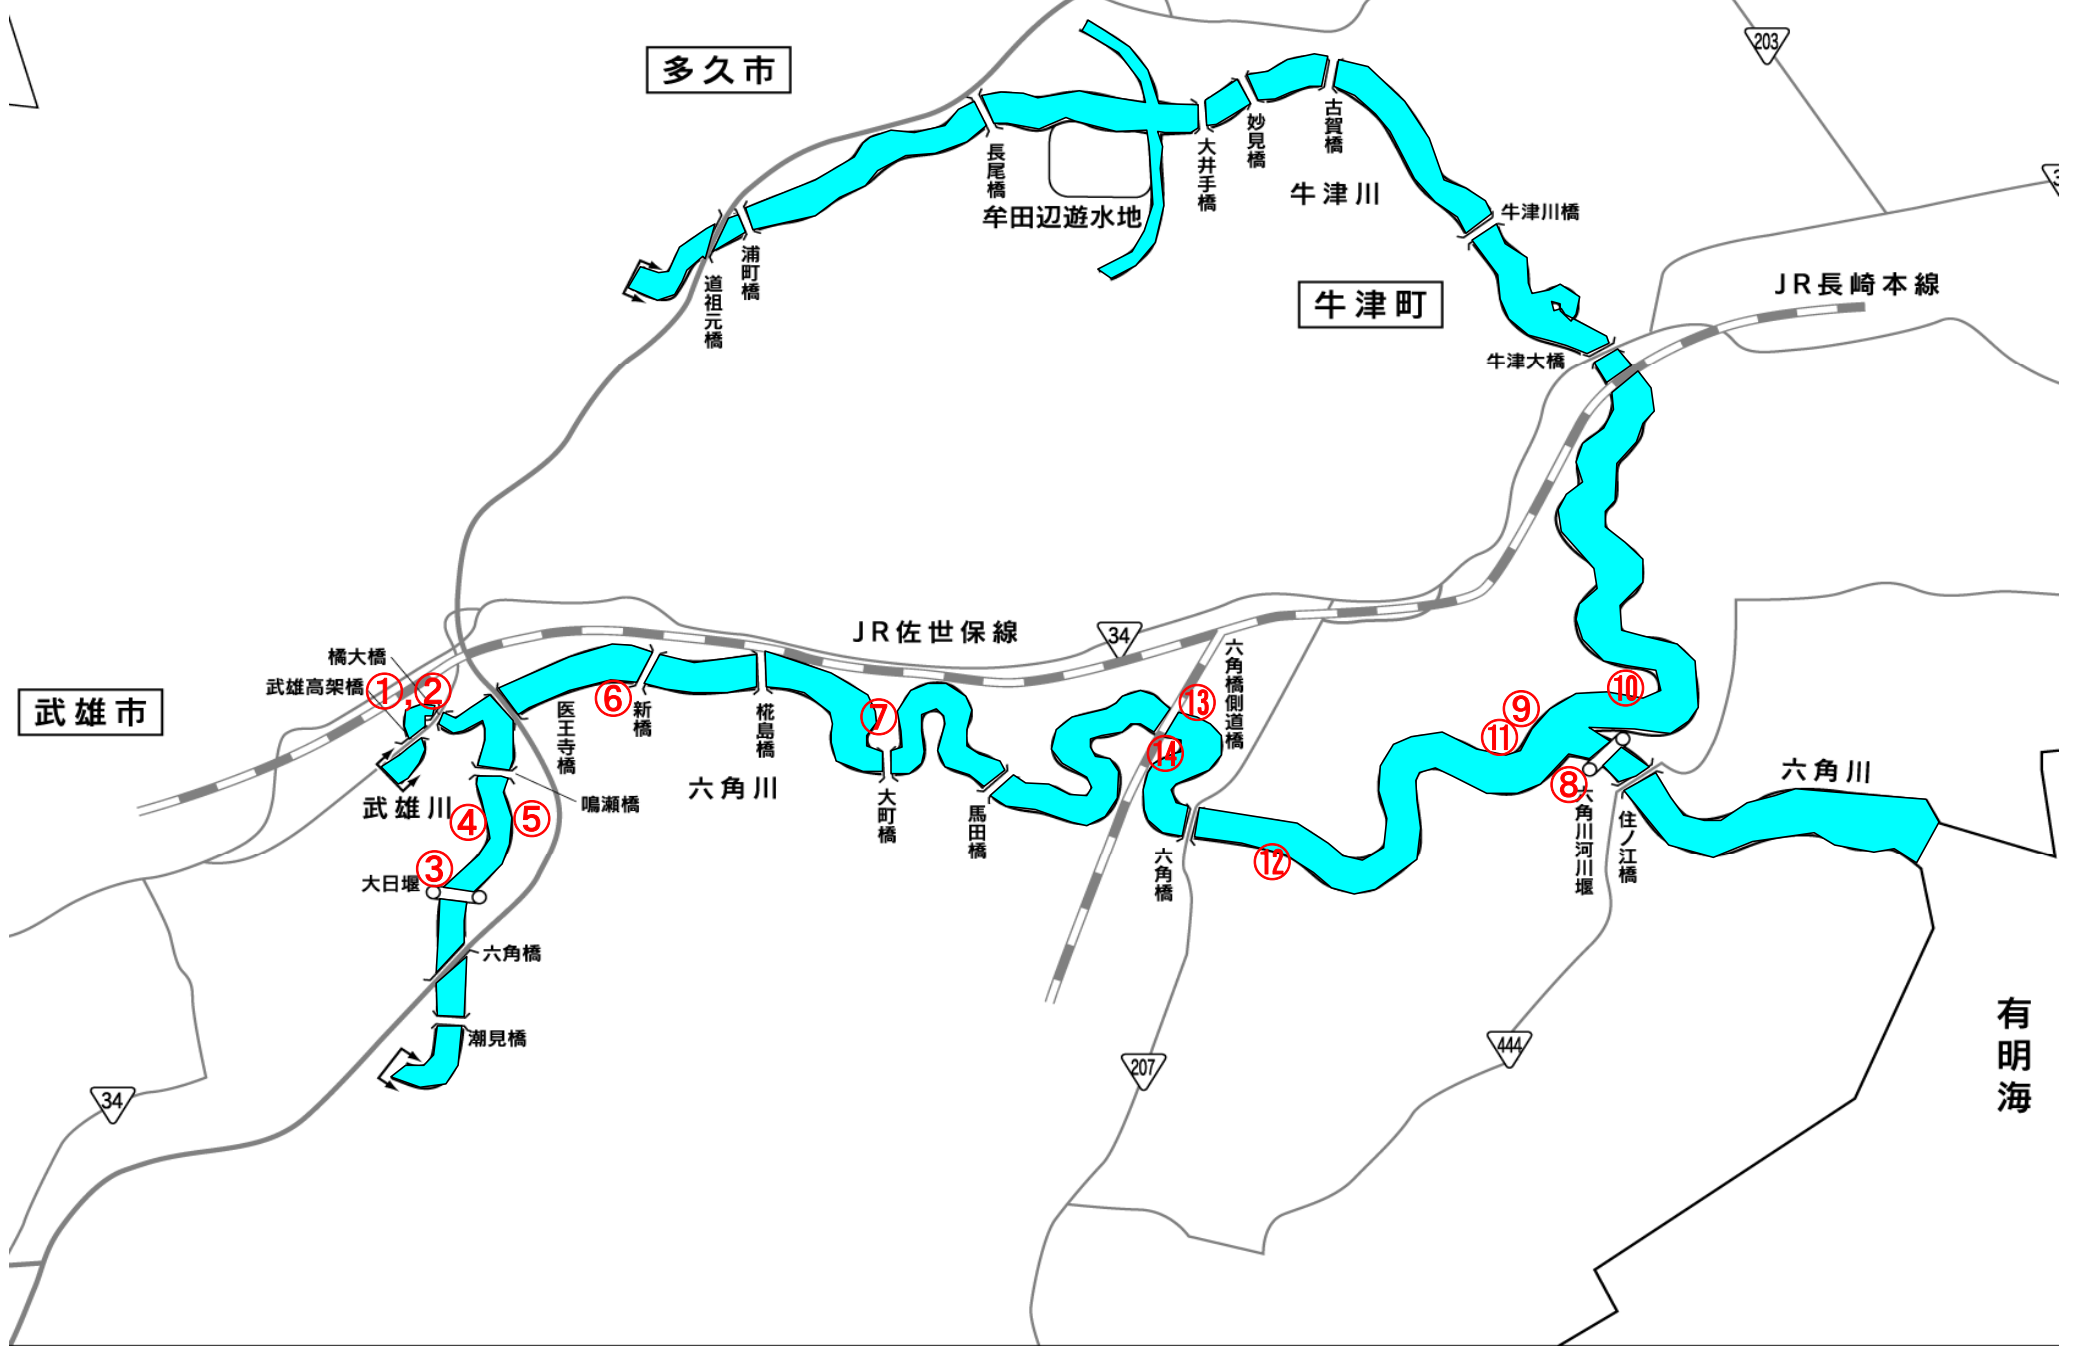 203
多久市
古賀橋
妙見橋
大井手橋
長尾橋
牛津川
牟田辺遊水地
牛津川橋
浦町橋
道祖元橋
JR長崎本線
牛津町
牛津大橋
JR佐世保線
34
六角橋側道橋
橘大橋
武雄高架橋
①,②
武雄市
⑥
新橋
医王寺橋
椛島橋
⑦
⑬
⑭
⑩
⑨
⑪
⑧
六角川
六角川
大町橋
馬田橋
鳴瀬橋
武雄川
④
⑤
③
大日堰
六角橋
⑫
六角川河川堰
住ノ江橋
六角橋
潮見橋
有明海
444
207
34